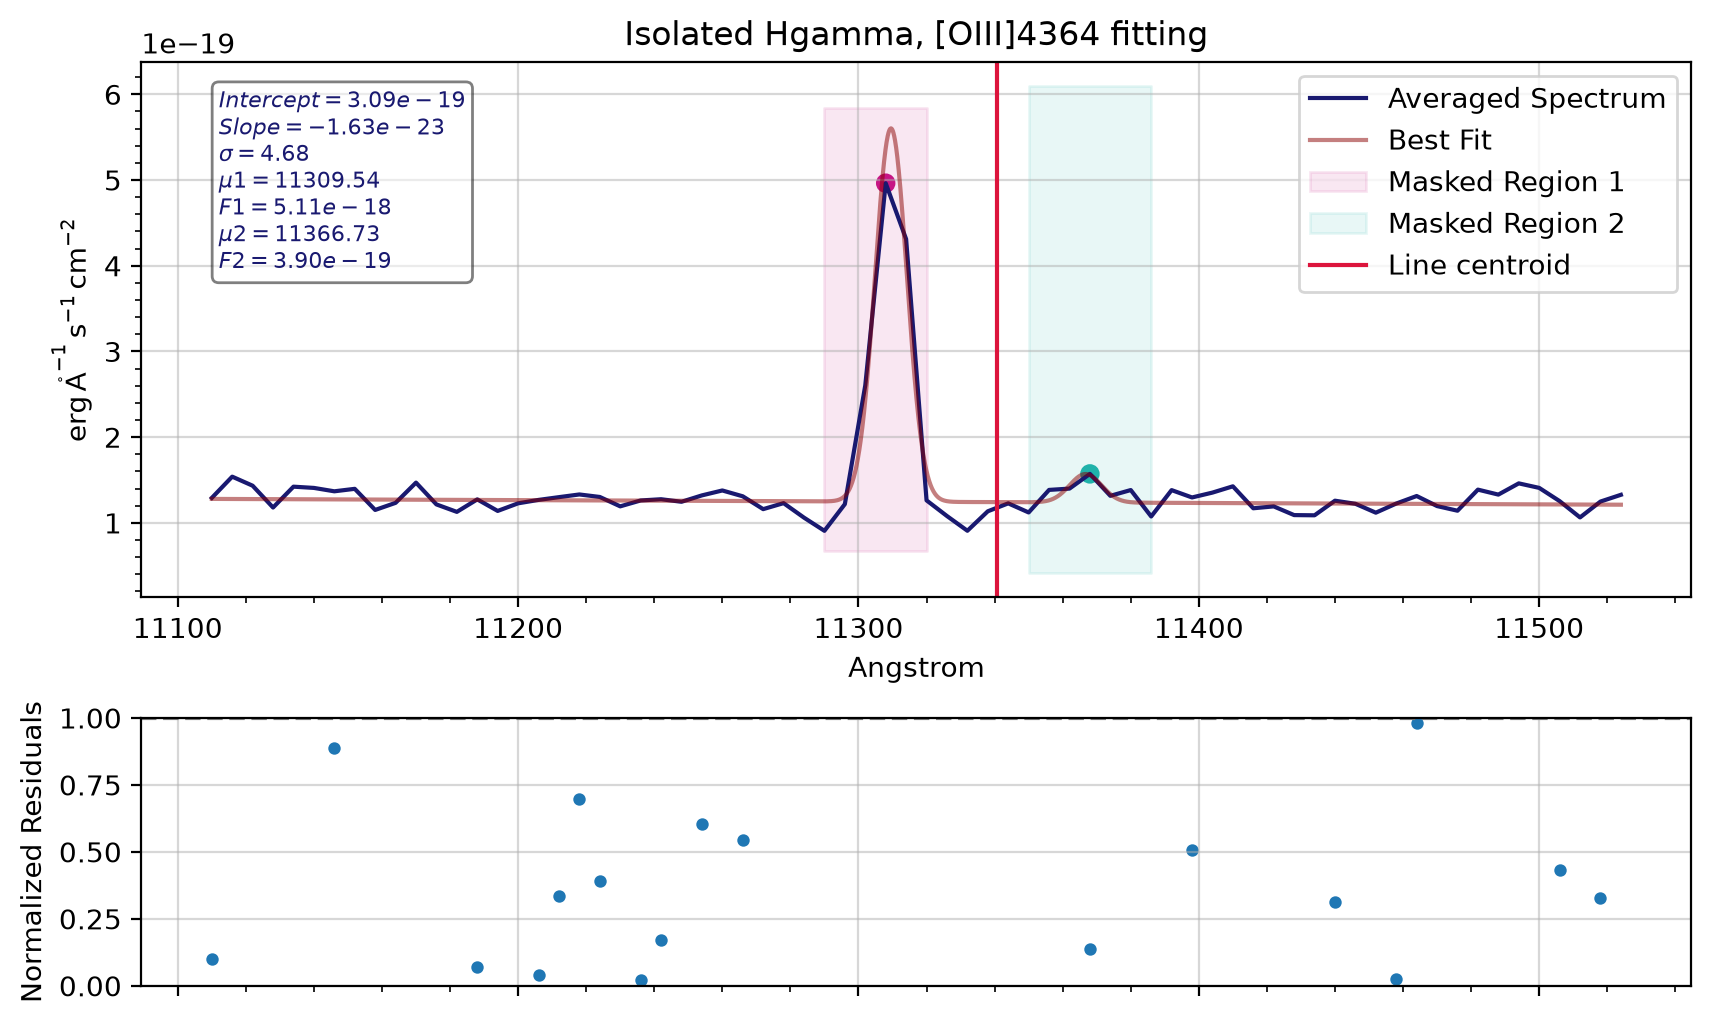 Isolated Hgamma, [OIII]4364 fitting
1e−19
Intercept = 3.09e − 19
Slope = −1.63e − 23
σ = 4.68
μ1 = 11309.54
F1 = 5.11e − 18
μ2 = 11366.73
F2 = 3.90e − 19
Averaged Spectrum
Best Fit
Masked Region 1
Masked Region 2
Line centroid
6
5
4
3
2
1
erg Å⁻¹ s⁻¹ cm⁻²
11100 11200 11300 11400 11500
Angstrom
1.00
0.75
0.50
0.25
0.00
Normalized Residuals